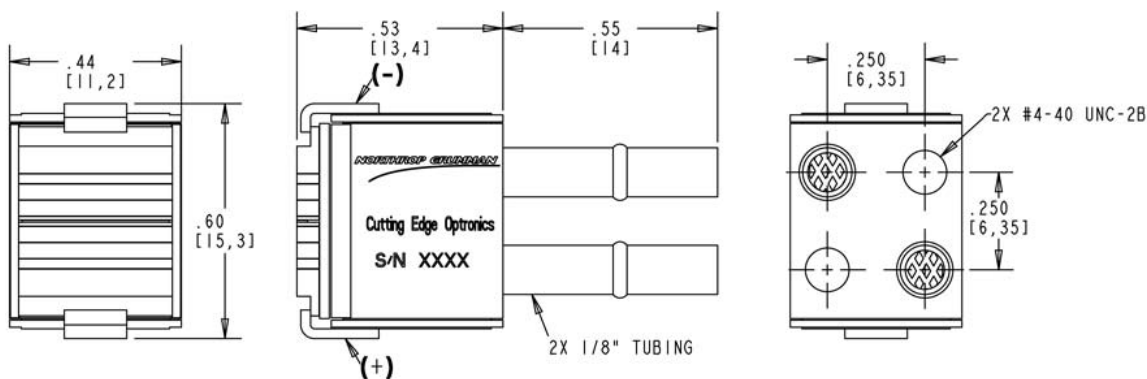 .44
[11,2]
.60
[15,3]
.53
[13,4]
.55
[14]
(-)
NORTHROP GRUMMAN
Cutting Edge Optronics
S/N XXXX
(+)
2X 1/8" TUBING
.250
[6,35]
2X #4-40 UNC-2B
.250
[6,35]